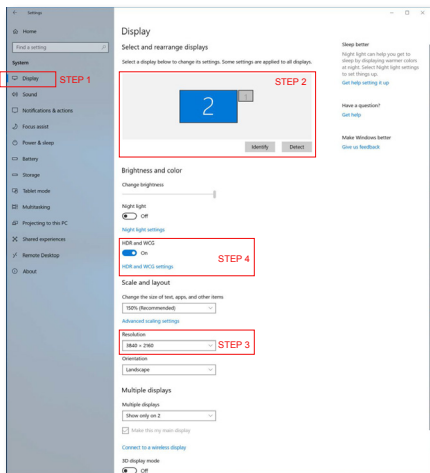 Settings
Home
Find a setting
System
Display
STEP 1
Sound
Notifications & actions
Focus assist
Power & sleep
Battery
Storage
Tablet mode
Multitasking
Projecting to this PC
Shared experiences
Remote Desktop
About
Display
Select and rearrange displays
Select a display below to change its settings. Some settings are applied to all displays.
STEP 2
2
1
Identify
Detect
Brightness and color
Change brightness
Night light
Off
Night light settings
HDR and WCG
On
HDR and WCG settings
STEP 4
Scale and layout
Change the size of text, apps, and other items
150% (Recommended)
Advanced scaling settings
Resolution
3840 × 2160
STEP 3
Orientation
Landscape
Multiple displays
Multiple displays
Show only on 2
Make this my main display
Connect to a wireless display
3D display mode
Off
Sleep better
Night light can help you get to
sleep by displaying warmer colors
at night. Select Night light settings
to set things up.
Get help setting it up
Have a question?
Get help
Make Windows better
Give us feedback